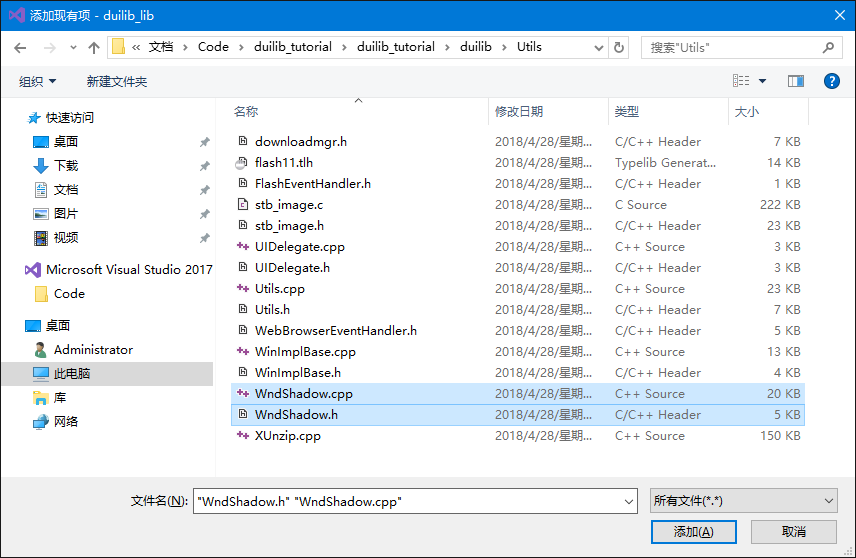 添加现有项 - duilib_lib
« 文档 › Code › duilib_tutorial › duilib_tutorial › duilib › Utils
搜索"Utils"
组织 新建文件夹
快速访问
桌面
下载
文档
图片
视频
Microsoft Visual Studio 2017
Code
桌面
Administrator
此电脑
库
网络
名称 修改日期 类型 大小
downloadmgr.h 2018/4/28/星期... C/C++ Header 7 KB
flash11.tlh 2018/4/28/星期... Typelib Generat... 14 KB
FlashEventHandler.h 2018/4/28/星期... C/C++ Header 1 KB
stb_image.c 2018/4/28/星期... C Source 222 KB
stb_image.h 2018/4/28/星期... C/C++ Header 23 KB
UIDelegate.cpp 2018/4/28/星期... C++ Source 3 KB
UIDelegate.h 2018/4/28/星期... C/C++ Header 3 KB
Utils.cpp 2018/4/28/星期... C++ Source 23 KB
Utils.h 2018/4/28/星期... C/C++ Header 7 KB
WebBrowserEventHandler.h 2018/4/28/星期... C/C++ Header 5 KB
WinImplBase.cpp 2018/4/28/星期... C++ Source 13 KB
WinImplBase.h 2018/4/28/星期... C/C++ Header 4 KB
WndShadow.cpp 2018/4/28/星期... C++ Source 20 KB
WndShadow.h 2018/4/28/星期... C/C++ Header 5 KB
XUnzip.cpp 2018/4/28/星期... C++ Source 150 KB
文件名(N): "WndShadow.h" "WndShadow.cpp" 所有文件(*.*)
添加(A) 取消